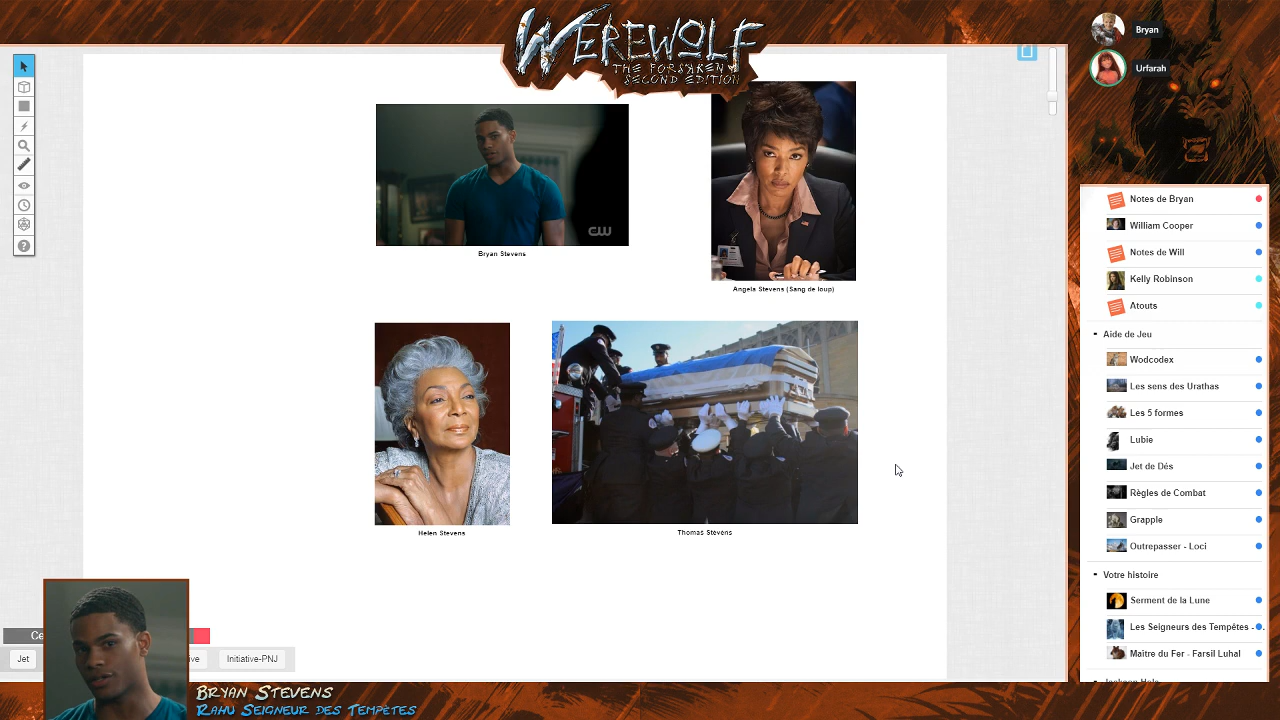 WEREWOLF
THE FORSAKEN
SECOND EDITION
Bryan
Urfarah
CW
Bryan Stevens
Angela Stevens (Sang de loup)
Helen Stevens
Thomas Stevens
Notes de Bryan
William Cooper
Notes de Will
Kelly Robinson
Atouts
Aide de Jeu
Wodcodex
Les sens des Urathas
Les 5 formes
Lubie
Jet de Dés
Règles de Combat
Grapple
Outrepasser - Loci
Votre histoire
Serment de la Lune
Les Seigneurs des Tempêtes -
Maitre du Fer - Farsil Luhal
Ce
Jet
ive
Initiative-PNJ
Bryan Stevens
Rahu Seigneur des Tempêtes